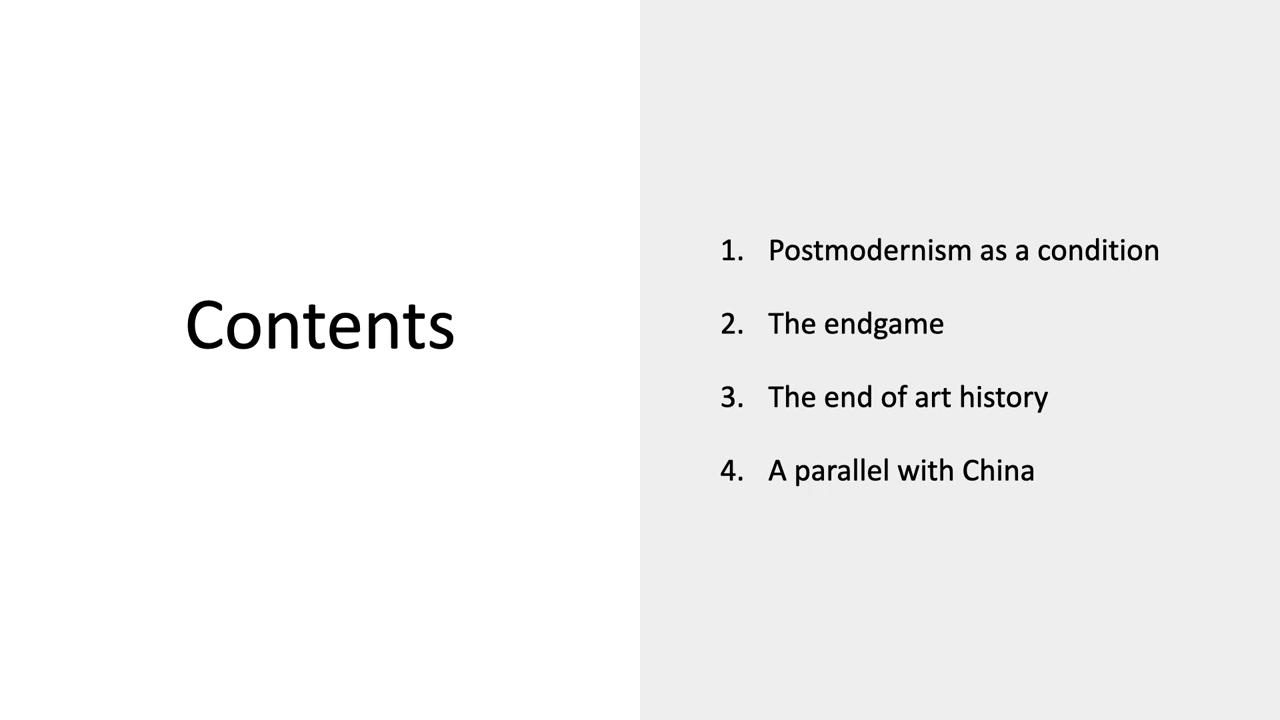 Contents
1. Postmodernism as a condition
2. The endgame
3. The end of art history
4. A parallel with China